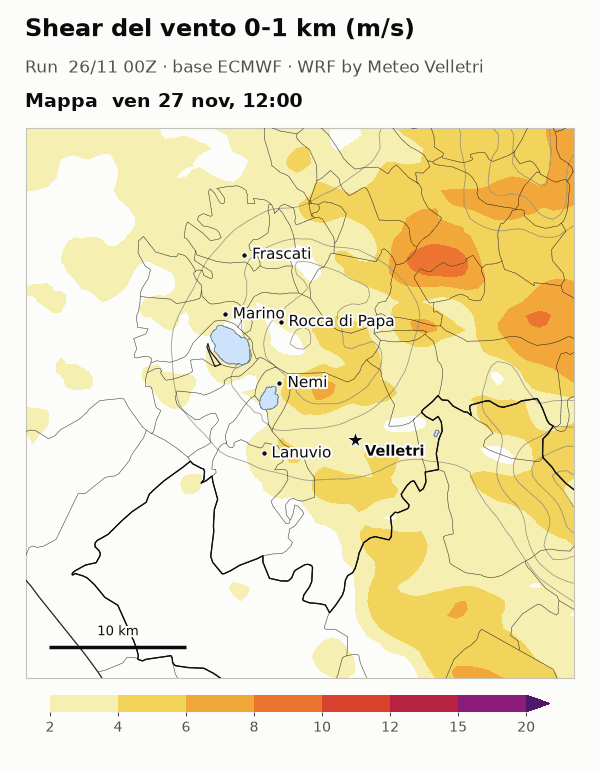 Shear del vento 0-1 km (m/s)
Run 26/11 00Z · base ECMWF · WRF by Meteo Velletri
Mappa ven 27 nov, 12:00
Frascati
Marino
Rocca di Papa
Nemi
Velletri
Lanuvio
10 km
2 4 6 8 10 12 15 20